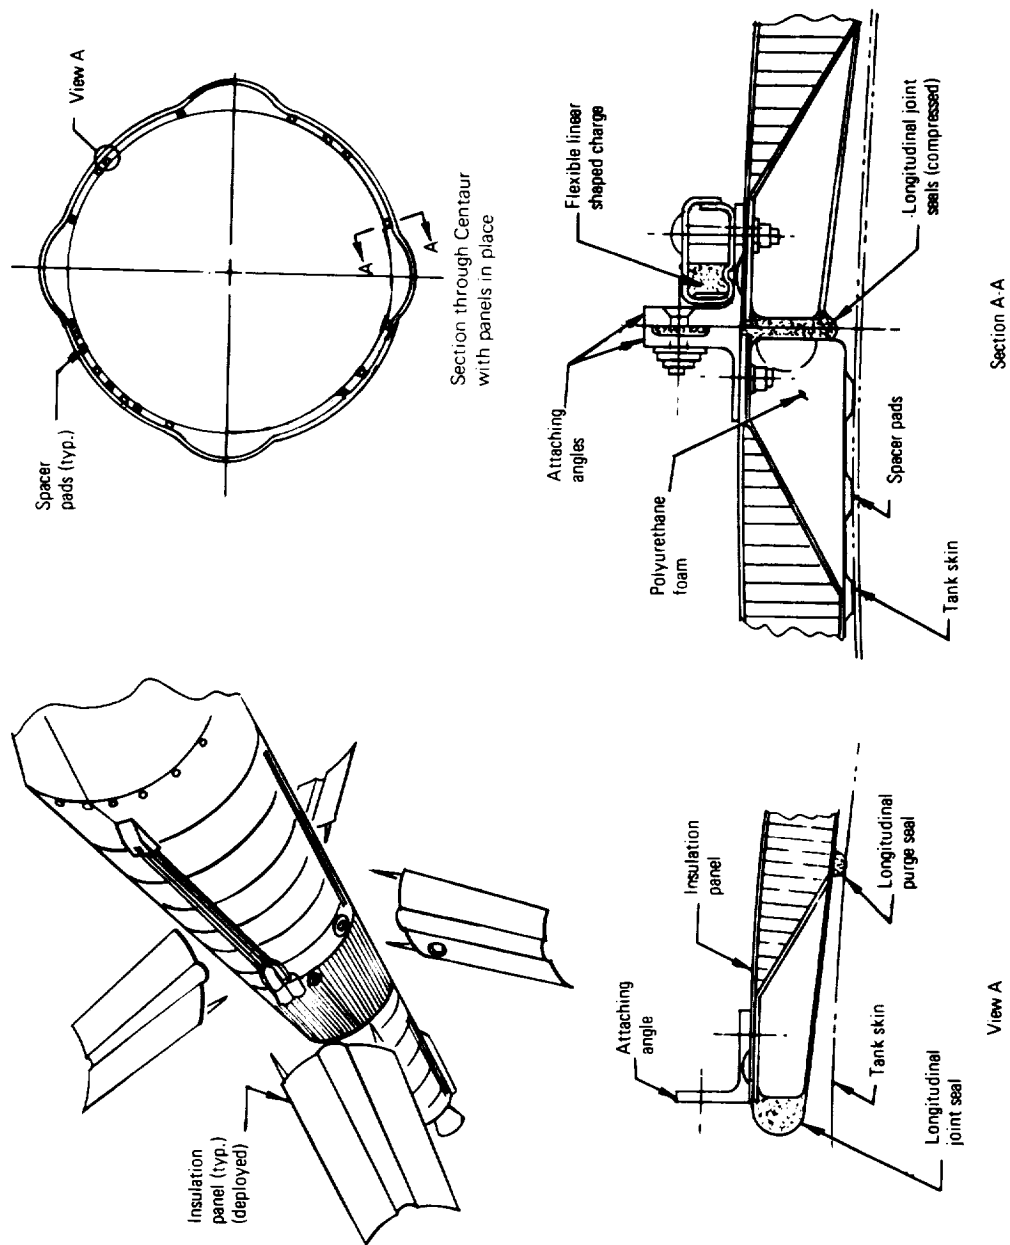 Insulation
panel (typ.)
(deployed)
Spacer
pads (typ.)
View A
A
A
Section through Centaur
with panels in place
Attaching
angle
Insulation
panel
Longitudinal
joint seal
Tank skin
Longitudinal
purge seal
View A
Polyurethane
foam
Attaching
angles
Flexible linear
shaped charge
Tank skin
Spacer pads
Longitudinal joint
seals (compressed)
Section A-A